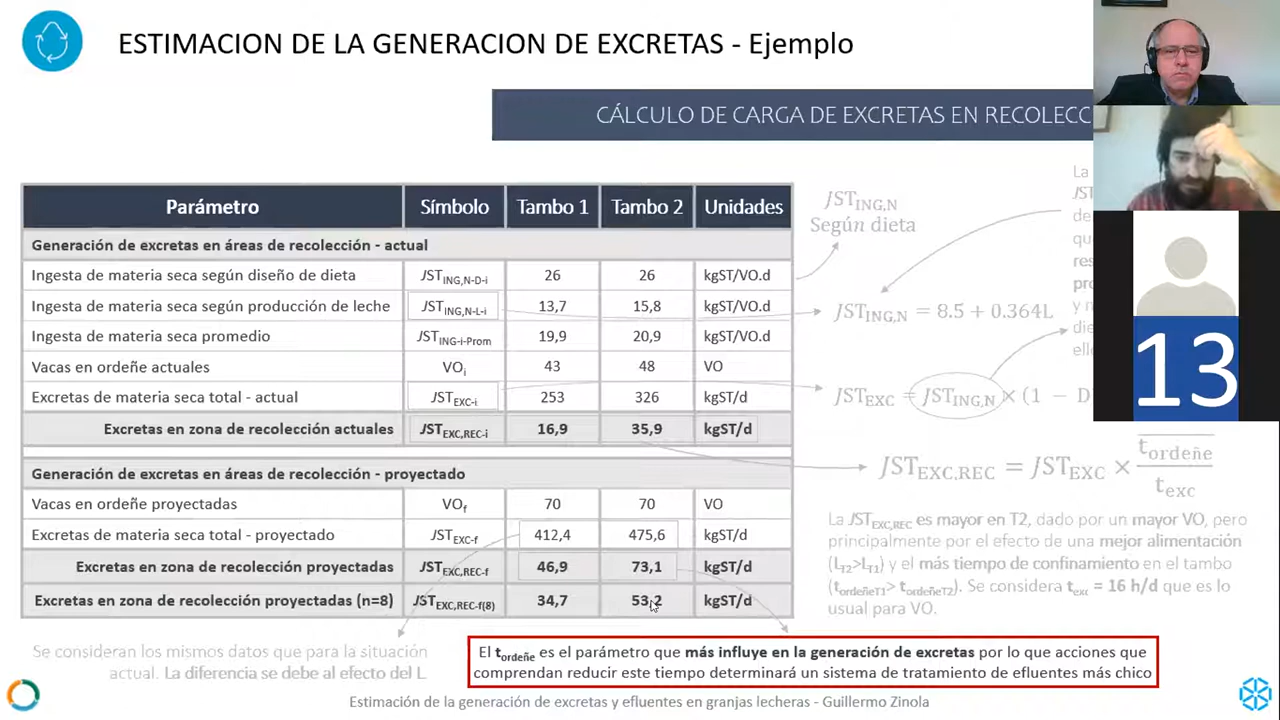 ESTIMACION DE LA GENERACION DE EXCRETAS - Ejemplo
CÁLCULO DE CARGA DE EXCRETAS EN RECOLECC
Parámetro Símbolo Tambo 1 Tambo 2 Unidades
Generación de excretas en áreas de recolección - actual
Ingesta de materia seca según diseño de dieta JST_ING,N-D-i 26 26 kgST/VO.d
Ingesta de materia seca según producción de leche JST_ING,N-L-i 13,7 15,8 kgST/VO.d
Ingesta de materia seca promedio JST_ING-i-Prom 19,9 20,9 kgST/VO.d
Vacas en ordeñe actuales VO_i 43 48 VO
Excretas de materia seca total - actual JST_EXC-i 253 326 kgST/d
Excretas en zona de recolección actuales JST_EXC,REC-i 16,9 35,9 kgST/d
Generación de excretas en áreas de recolección - proyectado
Vacas en ordeñe proyectadas VO_f 70 70 VO
Excretas de materia seca total - proyectado JST_EXC-f 412,4 475,6 kgST/d
Excretas en zona de recolección proyectadas JST_EXC,REC-f 46,9 73,1 kgST/d
Excretas en zona de recolección proyectadas (n=8) JST_EXC,REC-f(8) 34,7 53,2 kgST/d
JST_ING,N
Según dieta
JST_ING,N = 8.5 + 0.364L
JST_EXC = JST_ING,N × (1 − D
JST_EXC,REC = JST_EXC × t_ordeñe / t_exc
La
JST
de
que
res
pro
y n
die
ell
La JST_EXC,REC es mayor en T2, dado por un mayor VO, pero
principalmente por el efecto de una mejor alimentación
(L_T2>L_T1) y el más tiempo de confinamiento en el tambo
(t_ordeñeT1> t_ordeñeT2). Se considera t_exc = 16 h/d que es lo
usual para VO.
Se consideran los mismos datos que para la situación
actual. La diferencia se debe al efecto del L.
El t_ordeñe es el parámetro que más influye en la generación de excretas por lo que acciones que
comprendan reducir este tiempo determinará un sistema de tratamiento de efluentes más chico
Estimación de la generación de excretas y efluentes en granjas lecheras - Guillermo Zinola
13